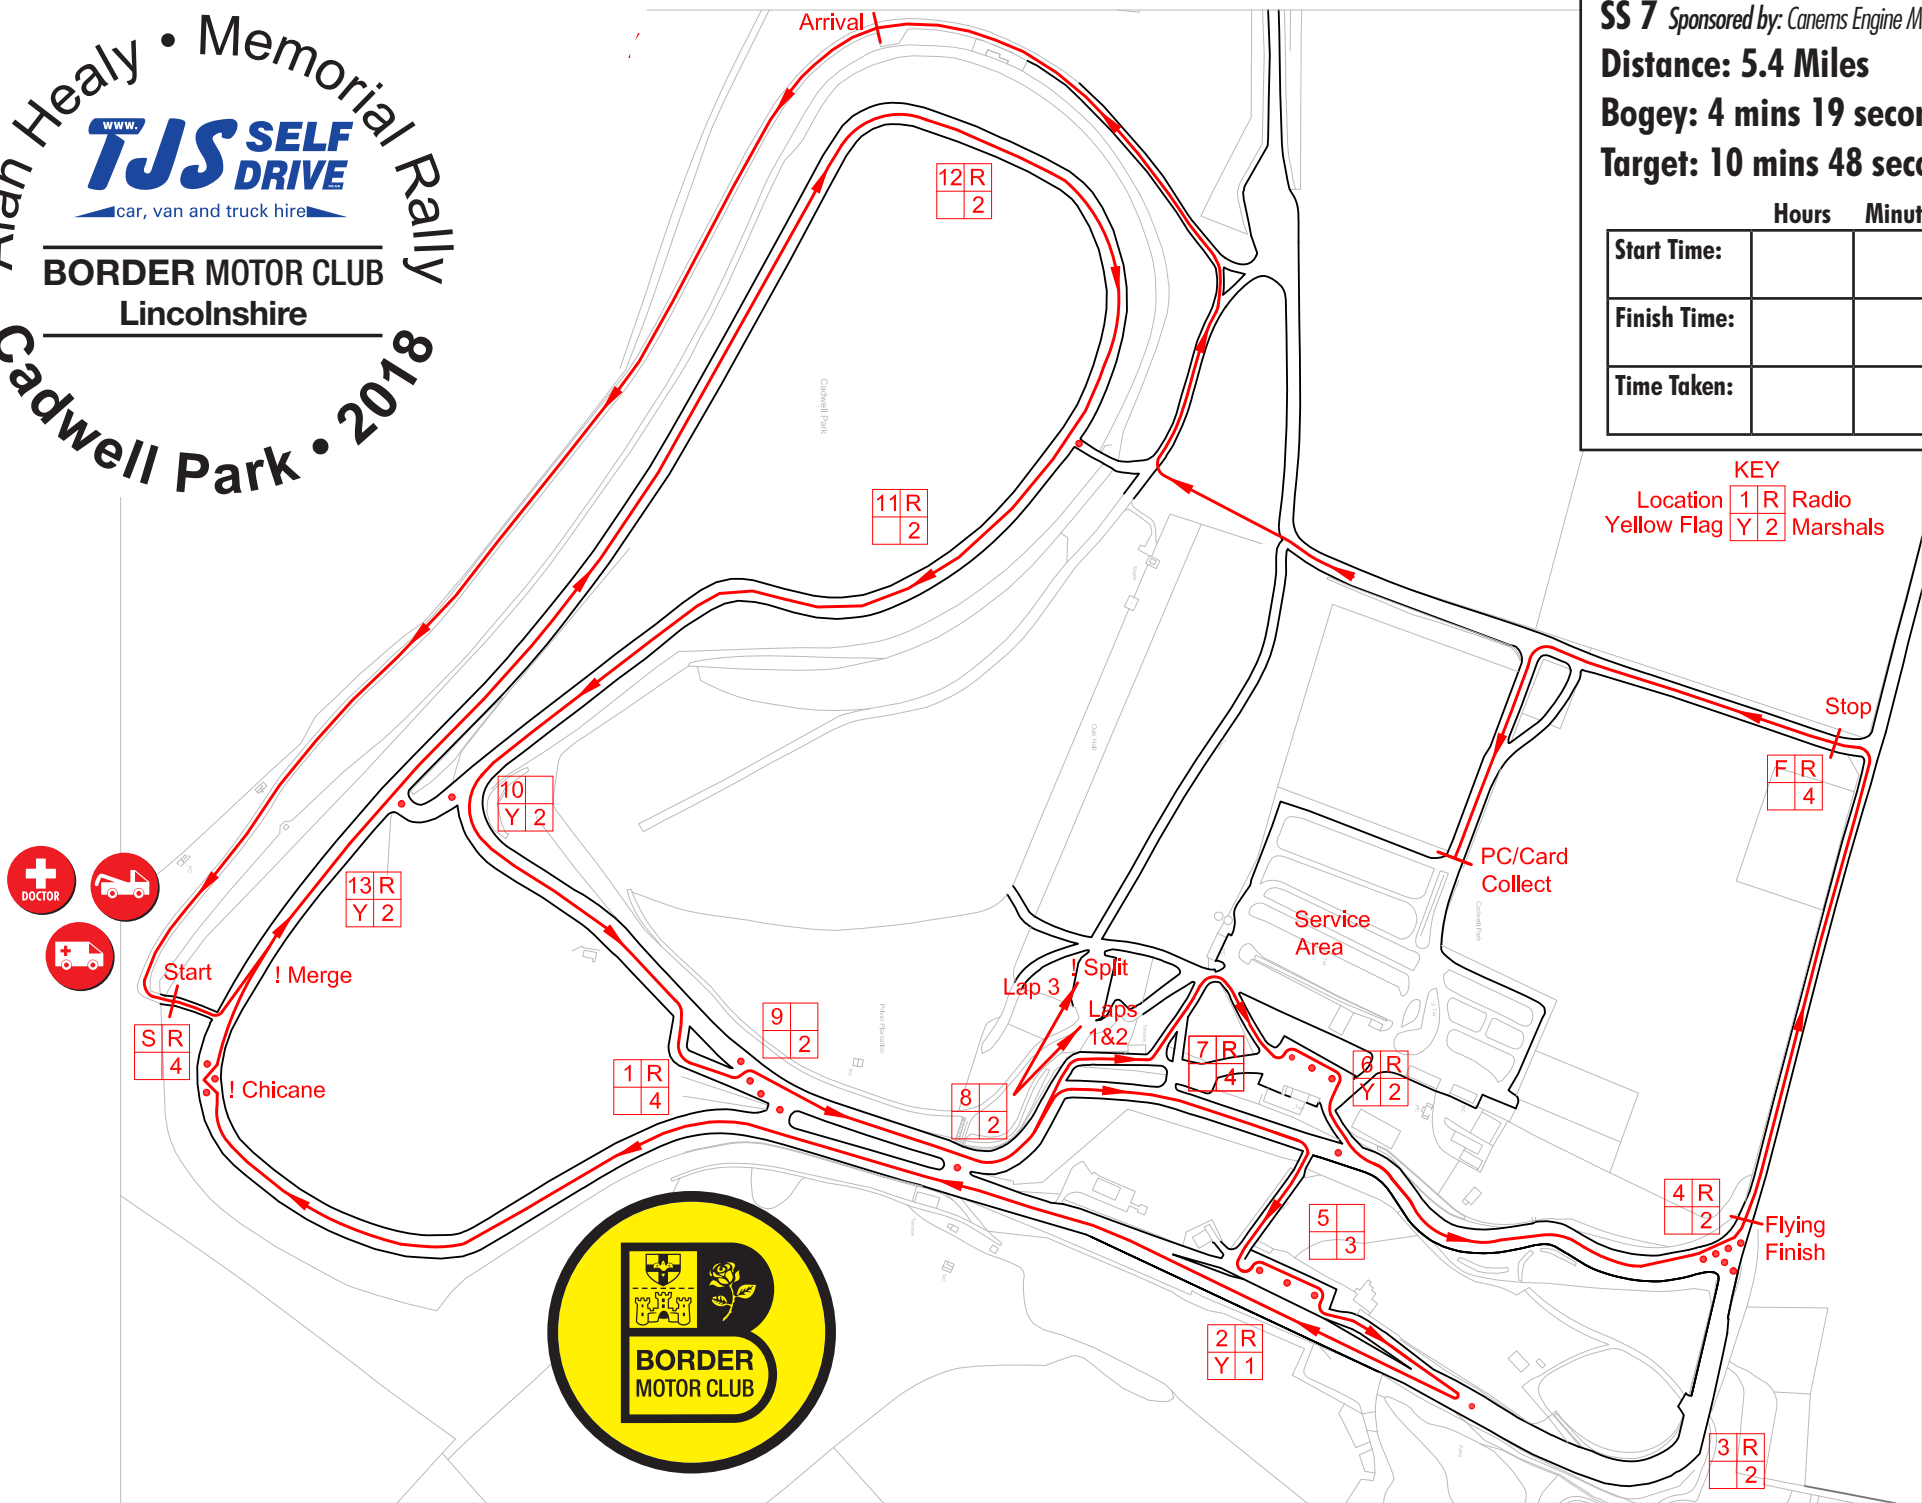 Alan Healy • Memorial Rally
www.
TJS SELF DRIVE
car, van and truck hire
BORDER MOTOR CLUB
Lincolnshire
Cadwell Park • 2018
SS 7 Sponsored by: Canems Engine M
Distance: 5.4 Miles
Bogey: 4 mins 19 secon
Target: 10 mins 48 seco
Hours Minut
Start Time:
Finish Time:
Time Taken:
KEY
Location 1 R Radio
Yellow Flag Y 2 Marshals
Arrival
12 R
2
Cadwell Park
11 R
2
Stop
F R
4
10
Y 2
PC/Card
Collect
Service
Area
Cadwell Park
13 R
Y 2
DOCTOR
Start
! Merge
S R
4
! Chicane
! Split
Lap 3
Laps
1&2
9
2
1 R
4
8
2
7 R
4
6 R
Y 2
5
3
4 R
2
Flying
Finish
2 R
Y 1
3 R
2
BORDER
MOTOR CLUB